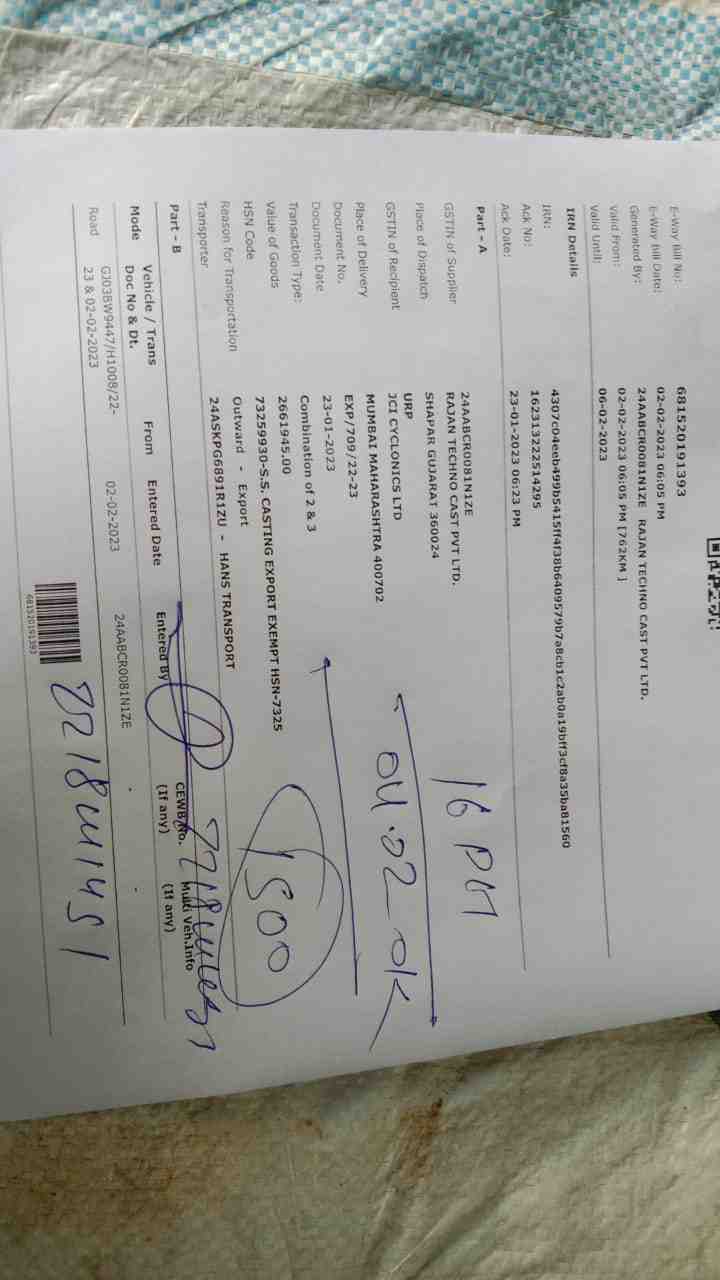 E-Way Bill No: 681520191393
E-Way Bill Date: 02-02-2023 06:05 PM
Generated By: 24AABCR0081N1ZE RAJAN TECHNO CAST PVT LTD.
Valid From: 02-02-2023 06:05 PM [762KM ]
Valid Until: 06-02-2023
IRN Details
IRN: 4307c04eeb499b5415ff4f38b6409579b7a8cb1c2ab0a19bff3cf8a35ba81560
Ack No: 162313222514295
Ack Date: 23-01-2023 06:23 PM
Part - A
GSTIN of Supplier 24AABCR0081N1ZE
RAJAN TECHNO CAST PVT LTD.
Place of Dispatch SHAPAR GUJARAT 360024
GSTIN of Recipient URP
JCI CYCLONICS LTD
Place of Delivery MUMBAI MAHARASHTRA 400702
Document No. EXP/709/22-23
Document Date 23-01-2023
Transaction Type: Combination of 2 & 3
Value of Goods 2661945.00
HSN Code 73259930-S.S. CASTING EXPORT EXEMPT HSN-7325
Reason for Transportation Outward - Export
Transporter 24ASKPG6891R1ZU - HANS TRANSPORT
16
04.02 OK
1500
Part - B
Mode Vehicle / Trans Doc No & Dt. From Entered Date Entered By CEWB No. (If any) Multi Veh.Info (If any)
Road GJ03BW9447/H1008/22-23 & 02-02-2023 02-02-2023 24AABCR0081N1ZE
681520191393